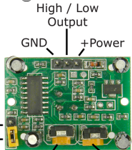 High / Low
Output
GND
+Power